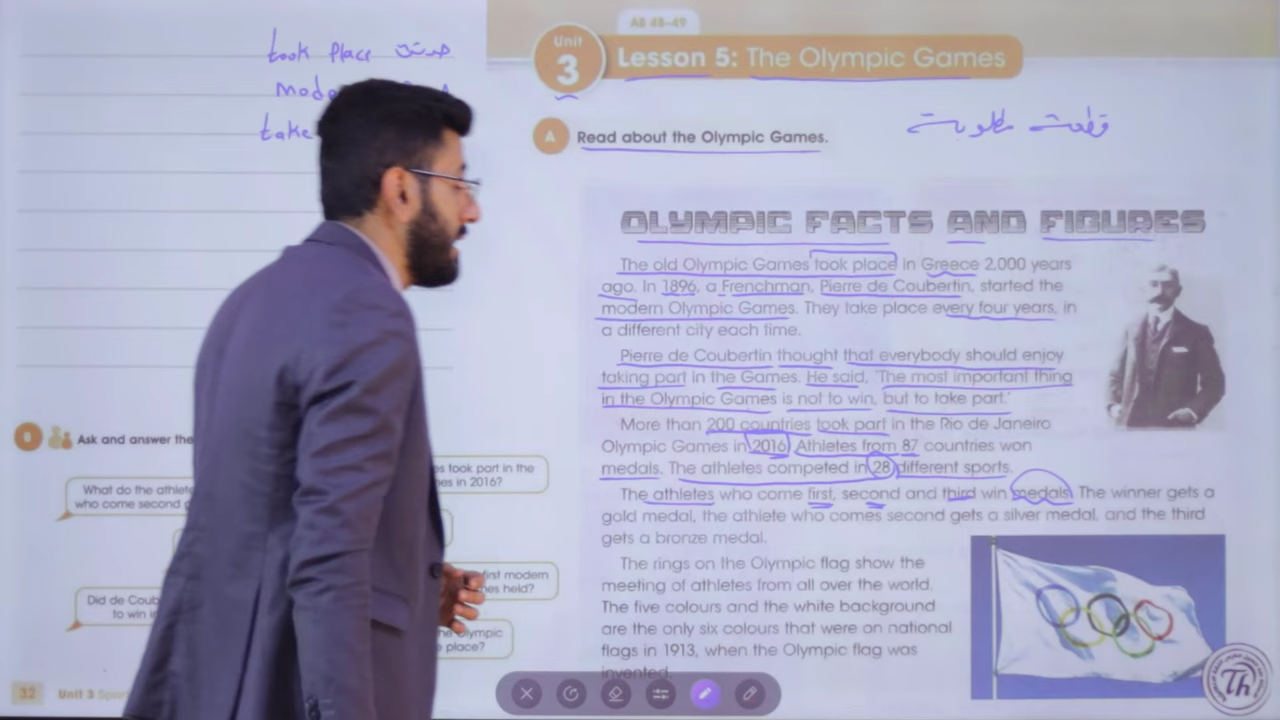 took place حدثت
take
AB 48-49
Unit 3
Lesson 5: The Olympic Games
قطعت مطلوبت
A Read about the Olympic Games.
OLYMPIC FACTS AND FIGURES
The old Olympic Games took place in Greece 2,000 years
ago. In 1896, a Frenchman, Pierre de Coubertin, started the
modern Olympic Games. They take place every four years, in
a different city each time.
Pierre de Coubertin thought that everybody should enjoy
taking part in the Games. He said, 'The most important thing
in the Olympic Games is not to win, but to take part.'
More than 200 countries took part in the Rio de Janeiro
Olympic Games in 2016. Athletes from 87 countries won
medals. The athletes competed in 28 different sports.
The athletes who come first, second and third win medals. The winner gets a
gold medal, the athlete who comes second gets a silver medal, and the third
gets a bronze medal.
The rings on the Olympic flag show the
meeting of athletes from all over the world.
The five colours and the white background
are the only six colours that were on national
flags in 1913, when the Olympic flag was
invented.
B Ask and answer the
What do the athlete
who come second
took part in the
in 2016?
first modern
held?
Did de Coub
to win i
Olympic
place?
32 Unit 3
Th